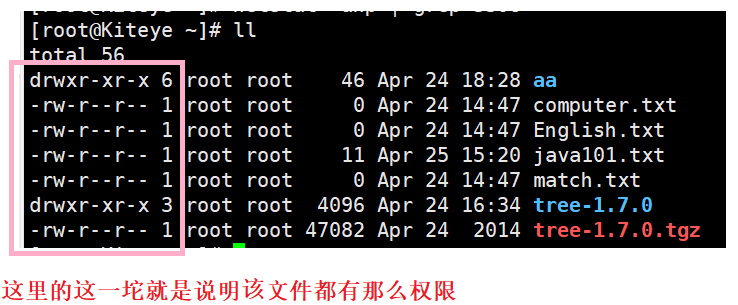 [root@Kiteye ~]# ll
total 56
drwxr-xr-x 6 root root    46 Apr 24 18:28 aa
-rw-r--r-- 1 root root     0 Apr 24 14:47 computer.txt
-rw-r--r-- 1 root root     0 Apr 24 14:47 English.txt
-rw-r--r-- 1 root root    11 Apr 25 15:20 java101.txt
-rw-r--r-- 1 root root     0 Apr 24 14:47 match.txt
drwxr-xr-x 3 root root  4096 Apr 24 16:34 tree-1.7.0
-rw-r--r-- 1 root root 47082 Apr 24  2014 tree-1.7.0.tgz
这里的这一坨就是说明该文件都有那么权限